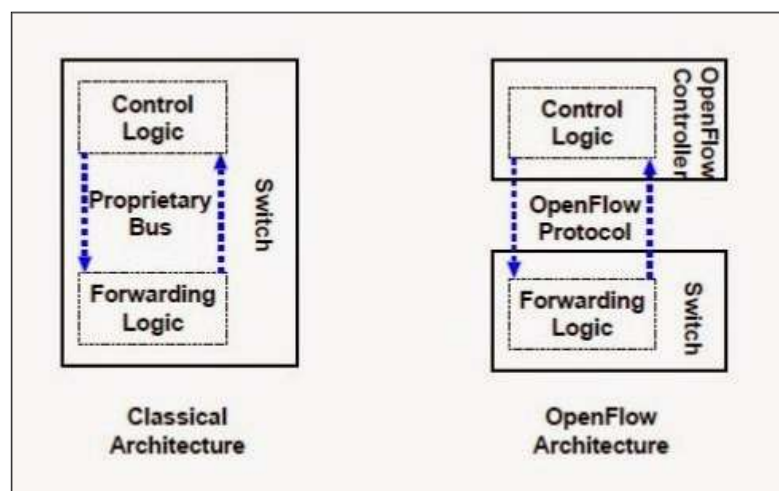 Control
Logic
Proprietary
Bus
Switch
Forwarding
Logic
Classical
Architecture
Control
Logic
OpenFlow
Controller
OpenFlow
Protocol
Forwarding
Logic
Switch
OpenFlow
Architecture